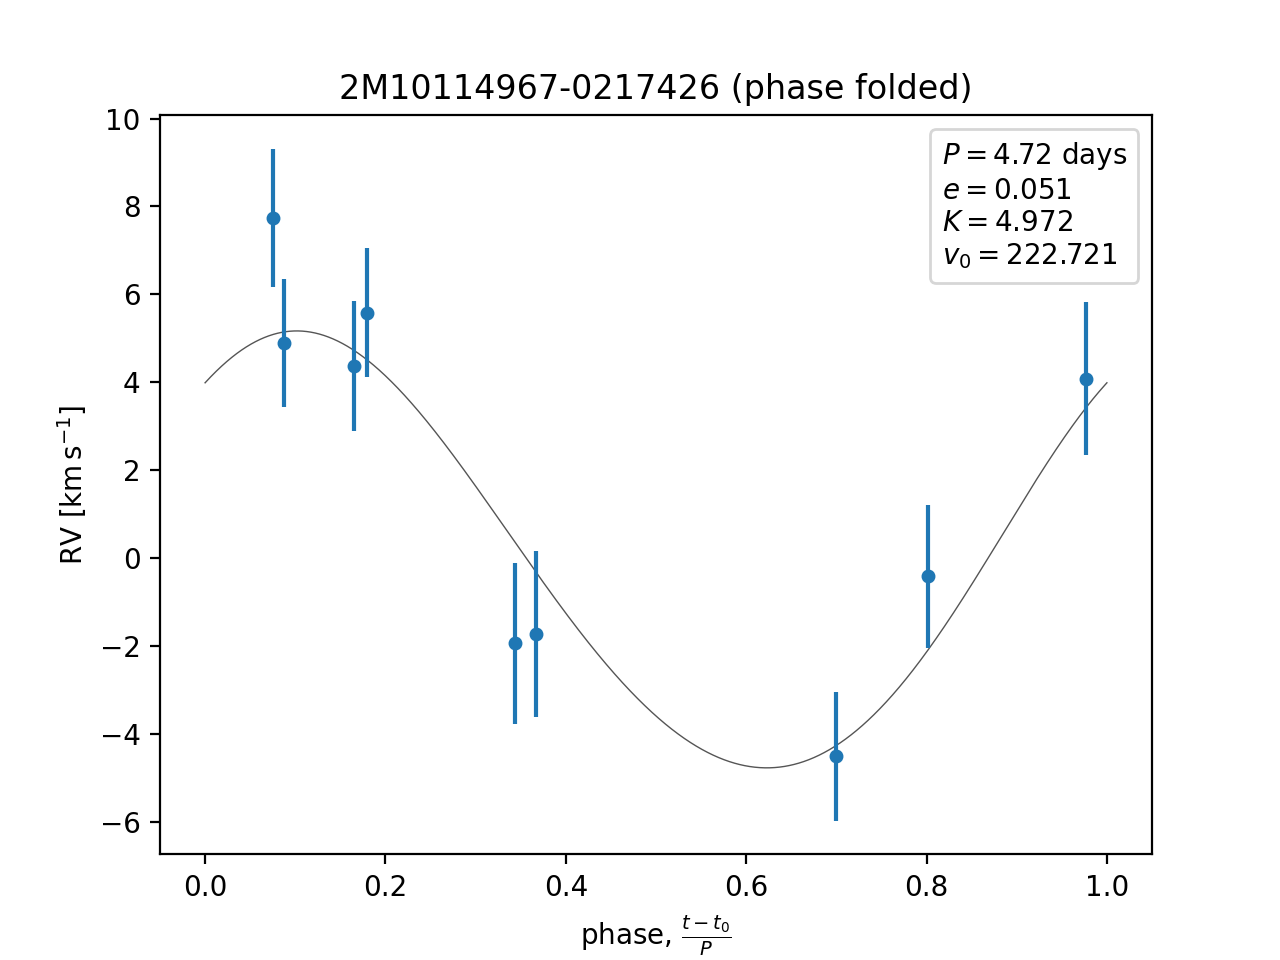 2M10114967-0217426 (phase folded)
10
8
6
4
2
0
−2
−4
−6
RV [km s⁻¹]
P = 4.72 days
e = 0.051
K = 4.972
v₀ = 222.721
0.0 0.2 0.4 0.6 0.8 1.0
phase, (t − t₀)/P